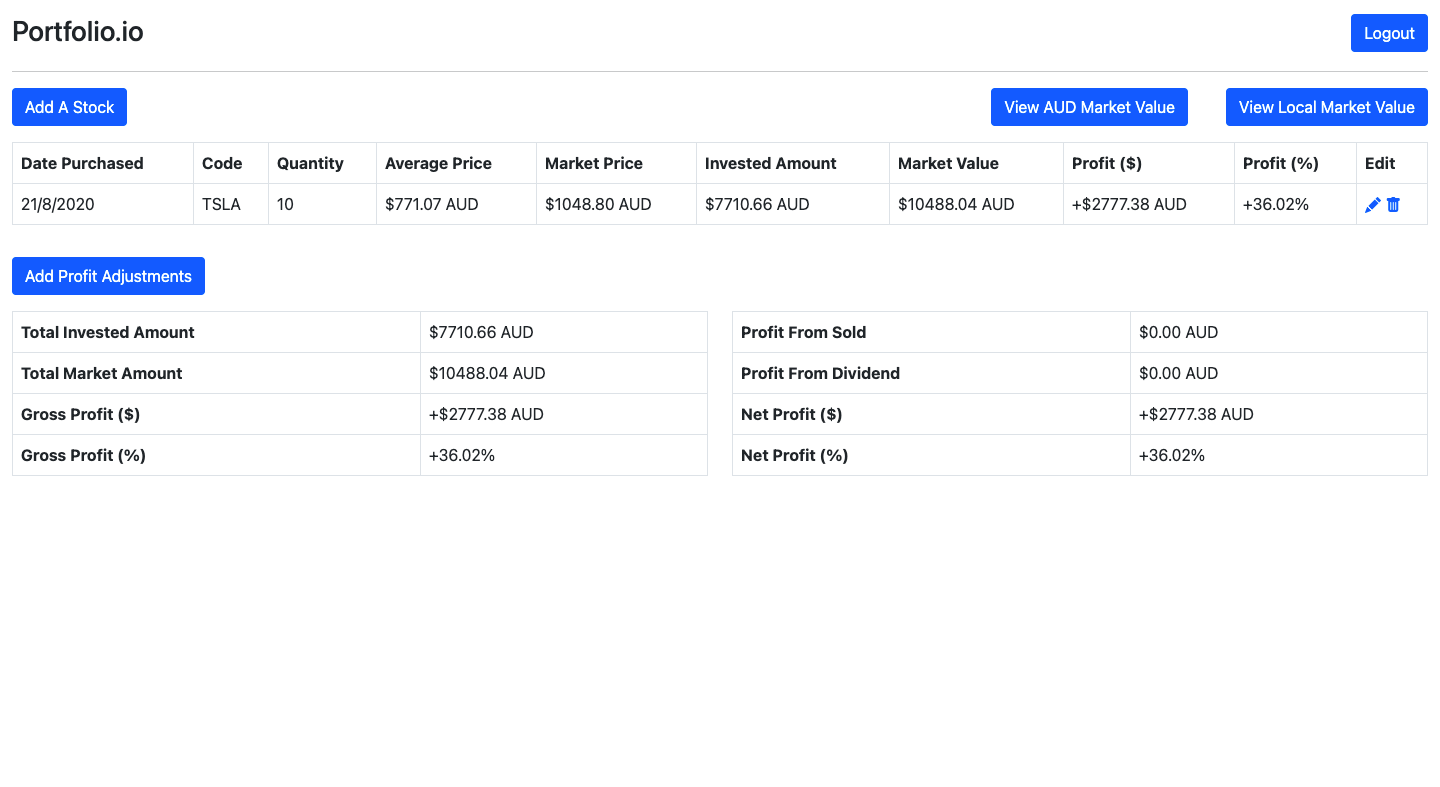 Portfolio.io
Logout
Add A Stock
View AUD Market Value
View Local Market Value
Date Purchased Code Quantity Average Price Market Price Invested Amount Market Value Profit ($) Profit (%) Edit
21/8/2020 TSLA 10 $771.07 AUD $1048.80 AUD $7710.66 AUD $10488.04 AUD +$2777.38 AUD +36.02%
Add Profit Adjustments
Total Invested Amount $7710.66 AUD
Total Market Amount $10488.04 AUD
Gross Profit ($) +$2777.38 AUD
Gross Profit (%) +36.02%
Profit From Sold $0.00 AUD
Profit From Dividend $0.00 AUD
Net Profit ($) +$2777.38 AUD
Net Profit (%) +36.02%